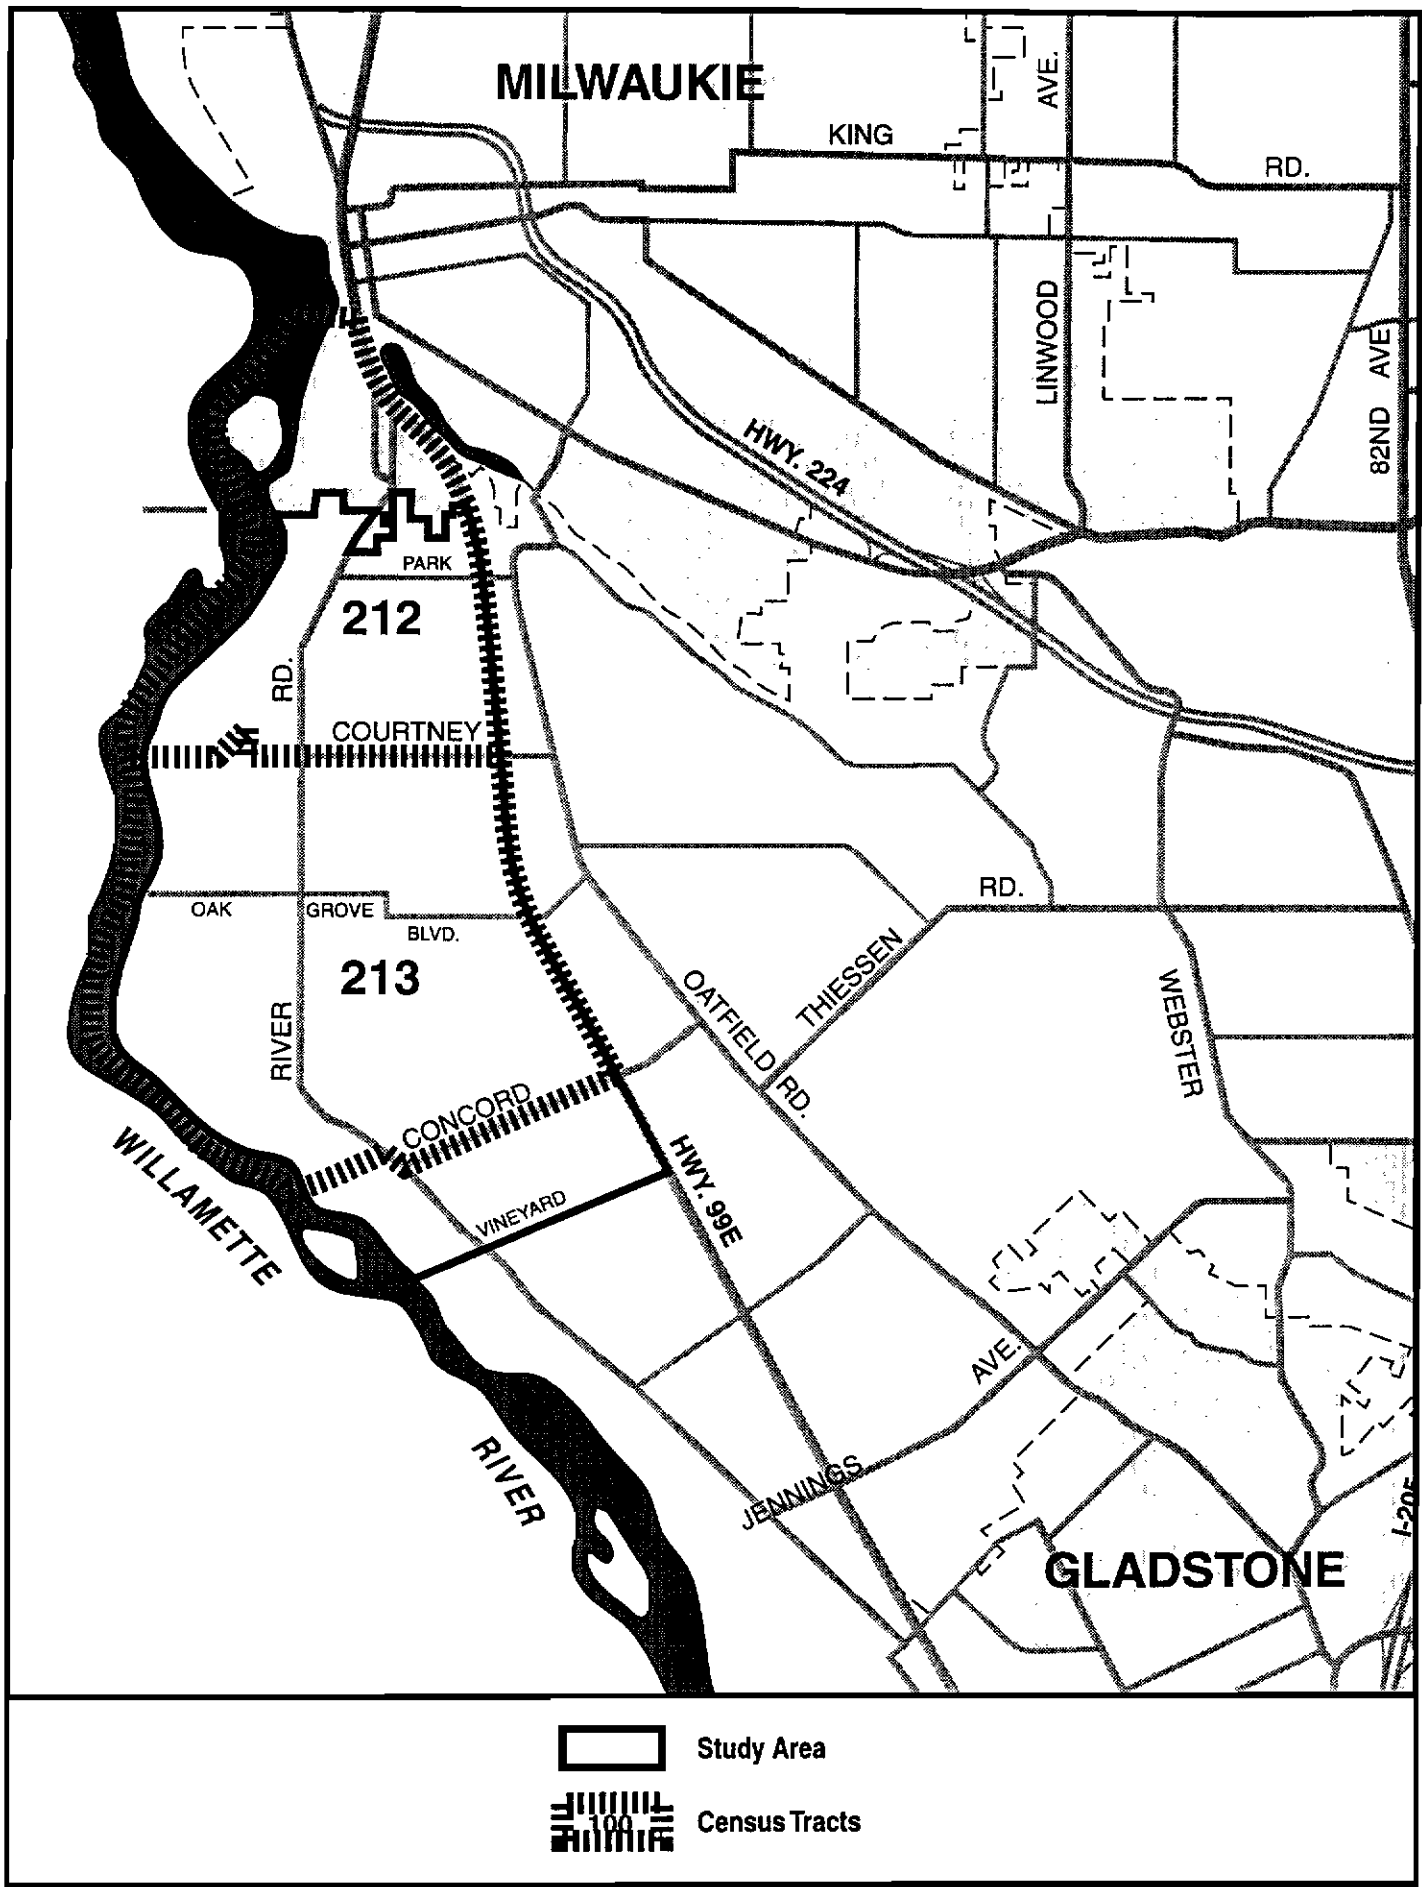 MILWAUKIE
AVE.
KING
RD.
LINWOOD
82ND AVE
HWY. 224
PARK
212
RD.
COURTNEY
RD.
OAK GROVE
BLVD.
THIESSEN
213
OATFIELD RD.
WEBSTER
RIVER
CONCORD
WILLAMETTE
HWY. 99E
VINEYARD
AVE.
RIVER
JENNINGS
I-205
GLADSTONE
Study Area
100
Census Tracts